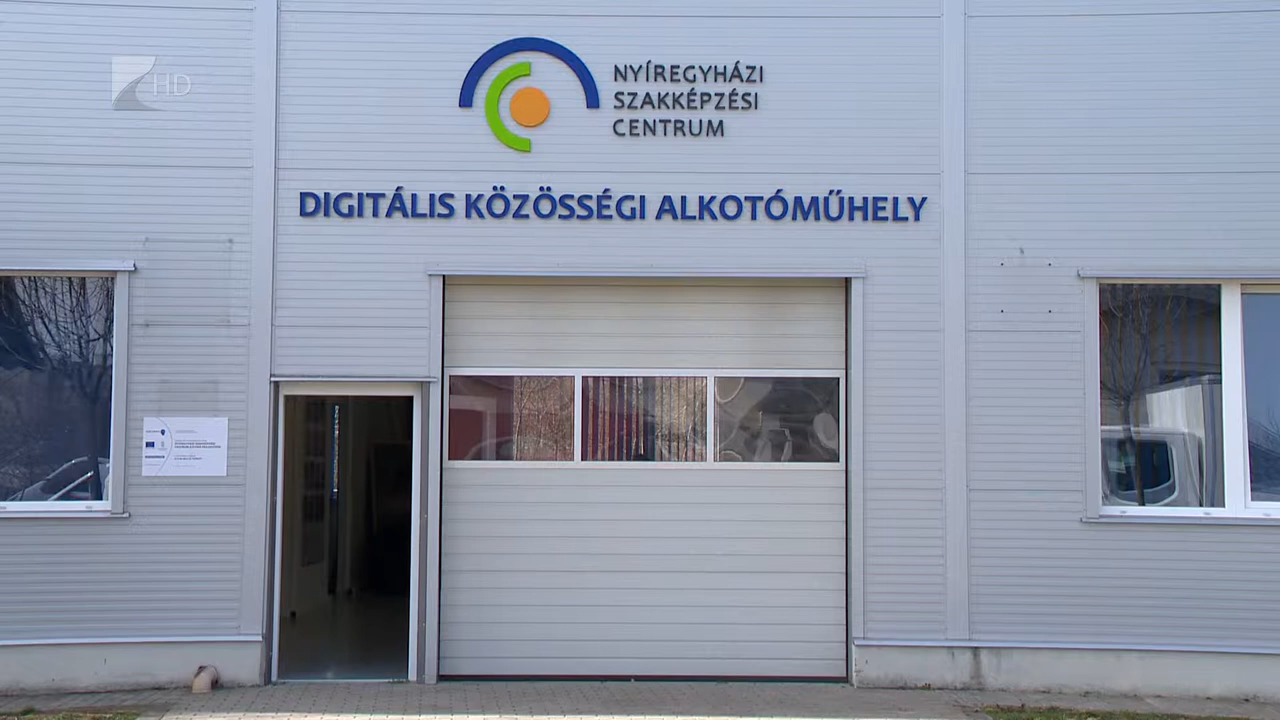 HD
NYÍREGYHÁZI
SZAKKÉPZÉSI
CENTRUM
DIGITÁLIS KÖZÖSSÉGI ALKOTÓMŰHELY